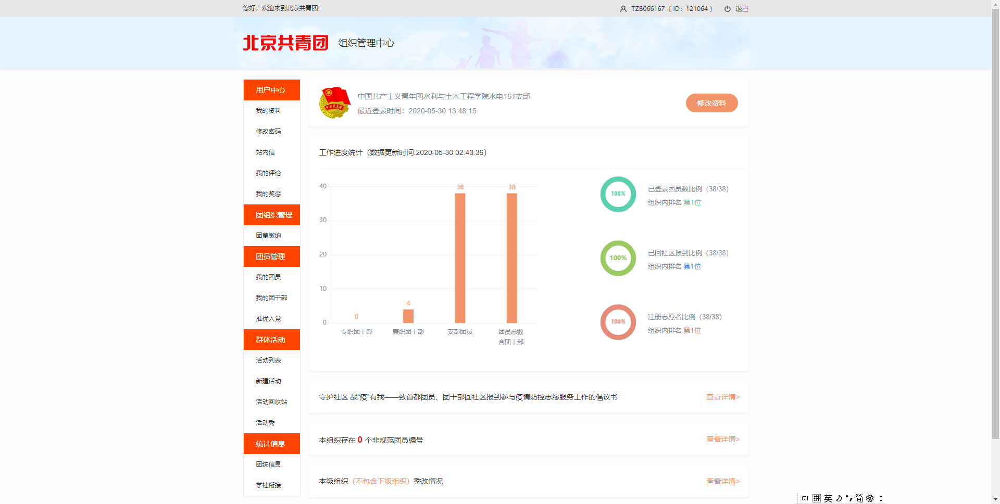 您好，欢迎来到北京共青团!
TZB066167（ ID：121064 ） 退出
北京共青团 组织管理中心
用户中心
我的资料
修改密码
站内信
我的评论
我的奖惩
团组织管理
团费缴纳
团员管理
我的团员
我的团干部
推优入党
群体活动
活动列表
新建活动
活动回收站
活动秀
统计信息
团统信息
学社衔接
中国共产主义青年团水利与土木工程学院水电161支部
最近登录时间：2020-05-30 13:48:15
修改资料
工作进度统计（数据更新时间:2020-05-30 02:43:36）
40
30
20
10
0
0
4
38
38
专职团干部
兼职团干部
支部团员
团员总数
含团干部
100%
已登录团员数比例（38/38）
组织内排名 第1位
100%
已回社区报到比例（38/38）
组织内排名 第1位
100%
注册志愿者比例（38/38）
组织内排名 第1位
守护社区 战“疫”有我——致首都团员、团干部回社区报到参与疫情防控志愿服务工作的倡议书 查看详情>
本组织存在 0 个非规范团员编号 查看详情>
本级组织（不包含下级组织）整改情况 查看详情>
CH 拼 英 简